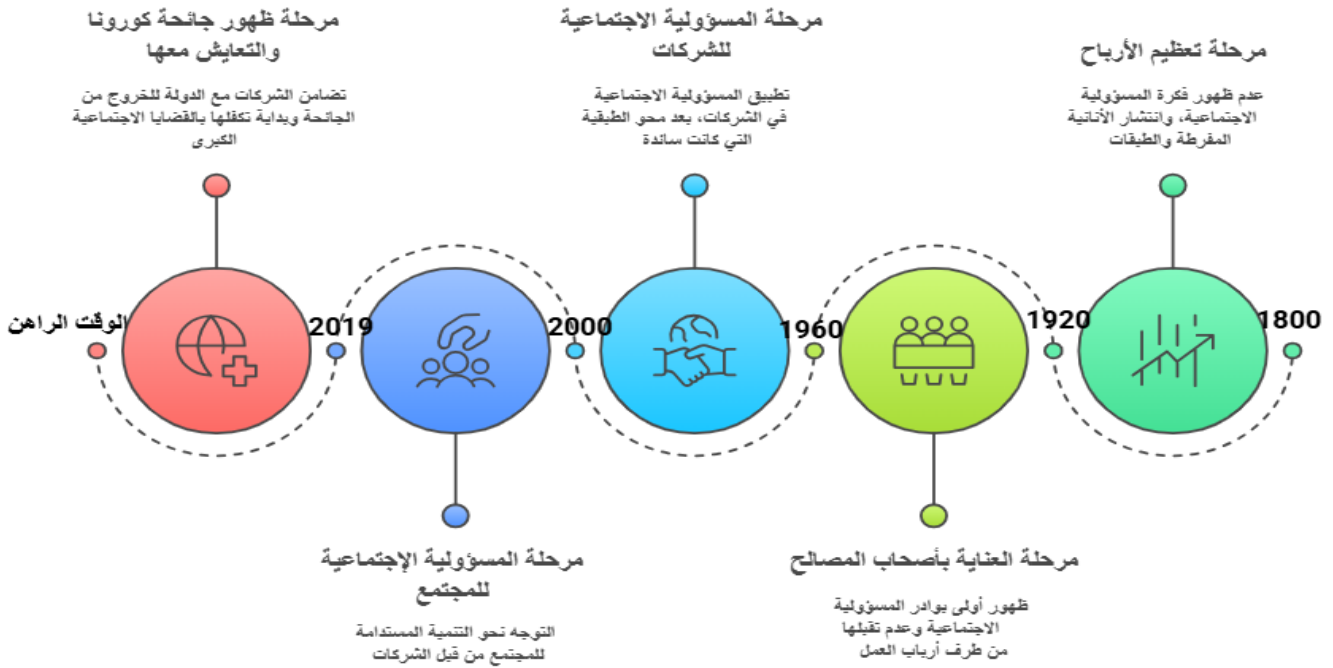 مرحلة تعظيم الأرباح
عدم ظهور فكرة المسؤولية
الاجتماعية، وانتشار الأنانية
المفرطة والطبقات
مرحلة المسؤولية الاجتماعية
للشركات
تطبيق المسؤولية الاجتماعية
في الشركات، بعد محو الطبقية
التي كانت سائدة
مرحلة ظهور جائحة كورونا
والتعايش معها
تضامن الشركات مع الدولة للخروج من
الجائحة وبداية تكفلها بالقضايا الاجتماعية
الكبرى
1800
1920
1960
2000
2019
الوقت الراهن
مرحلة العناية بأصحاب المصالح
ظهور أولى بوادر المسؤولية
الاجتماعية وعدم تقبلها
من طرف أرباب العمل
مرحلة المسؤولية الإجتماعية
للمجتمع
التوجه نحو التنمية المستدامة
للمجتمع من قبل الشركات